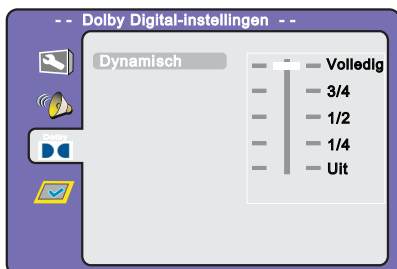 -- Dolby Digital-instellingen --
Dynamisch
Volledig
3/4
1/2
1/4
Uit
Dolby